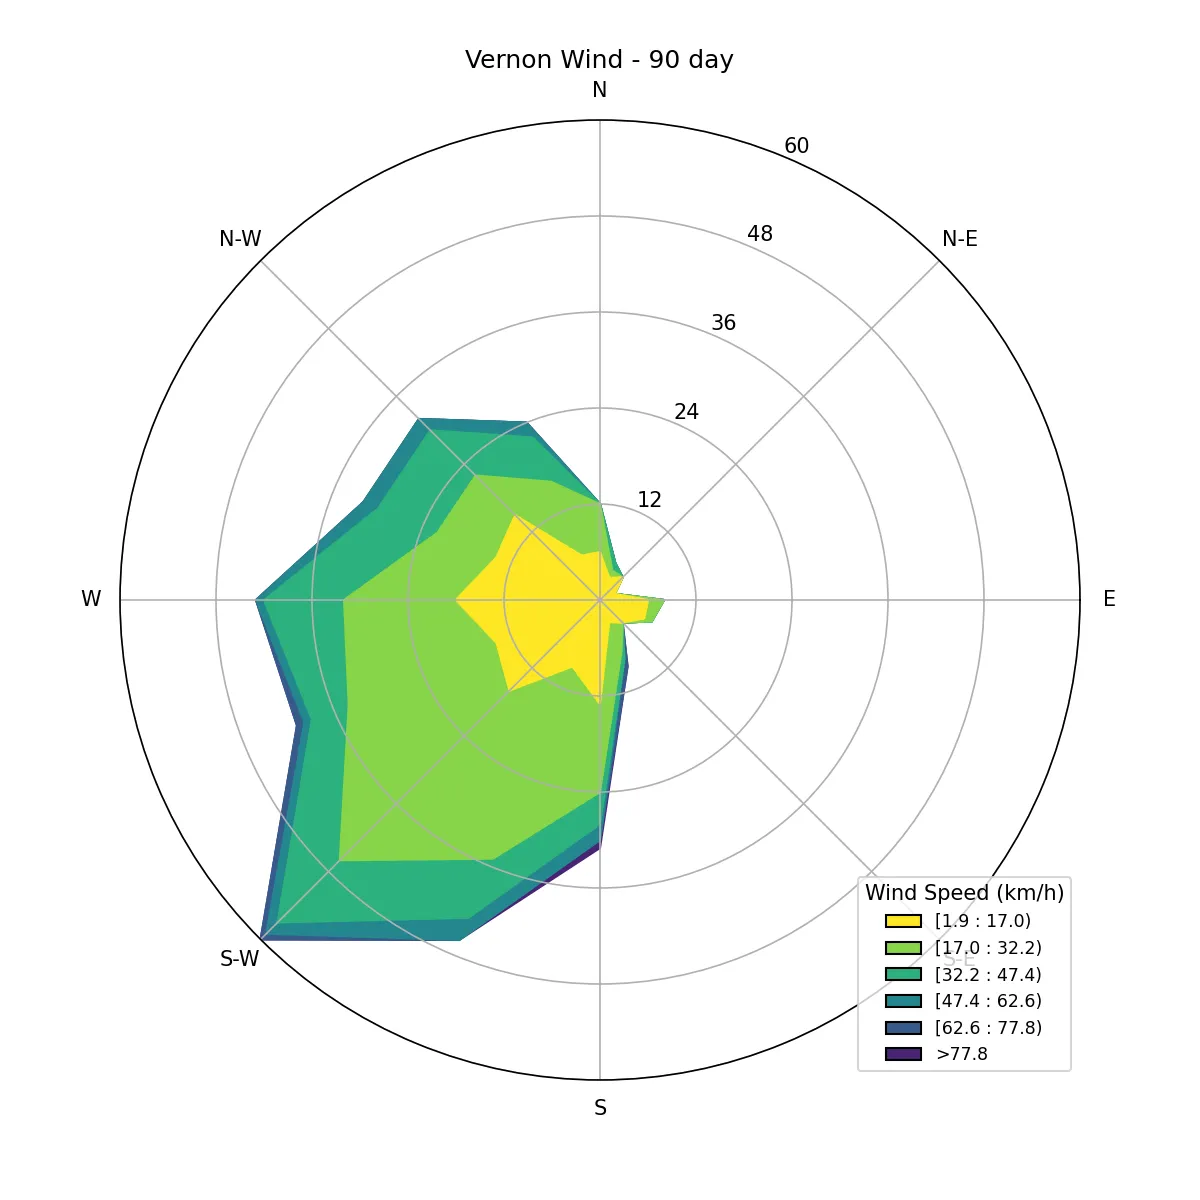 Vernon Wind - 90 day
N
60
48
N-W
N-E
36
24
12
W
E
Wind Speed (km/h)
[1.9 : 17.0)
[17.0 : 32.2)
S-W
S-E
[32.2 : 47.4)
[47.4 : 62.6)
[62.6 : 77.8)
>77.8
S